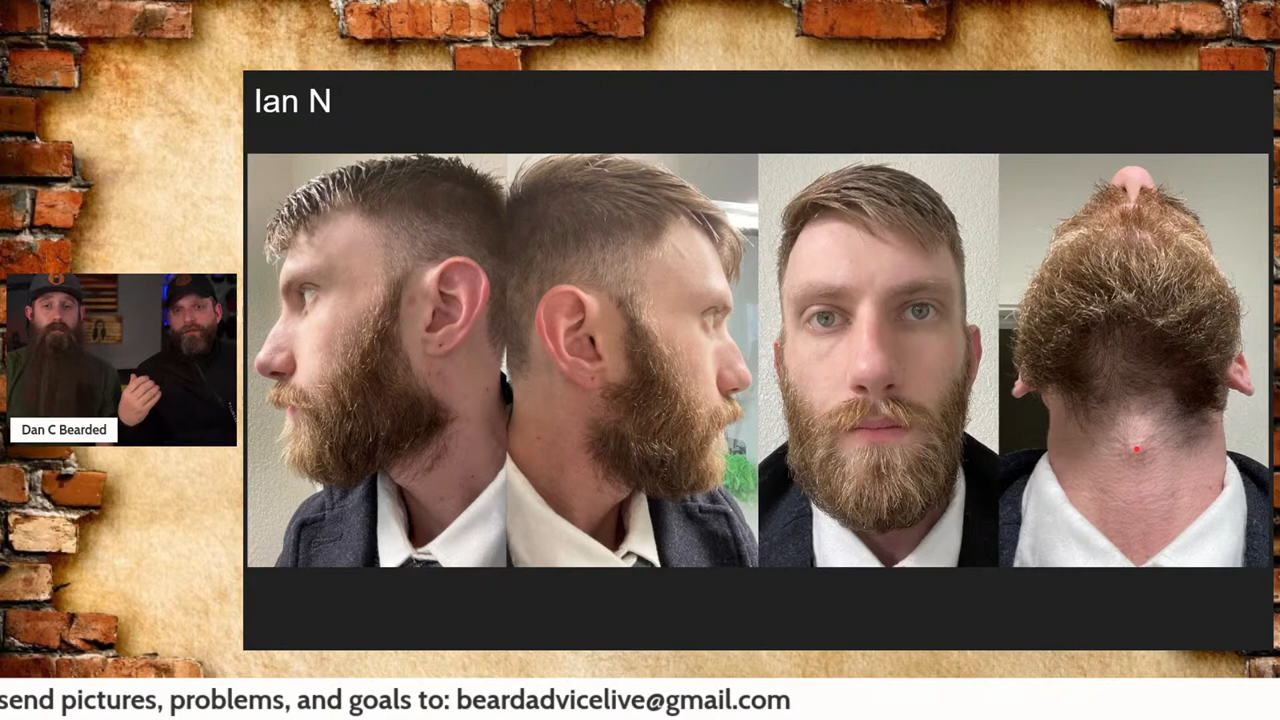 Ian N
Dan C Bearded
send pictures, problems, and goals to: beardadvicelive@gmail.com